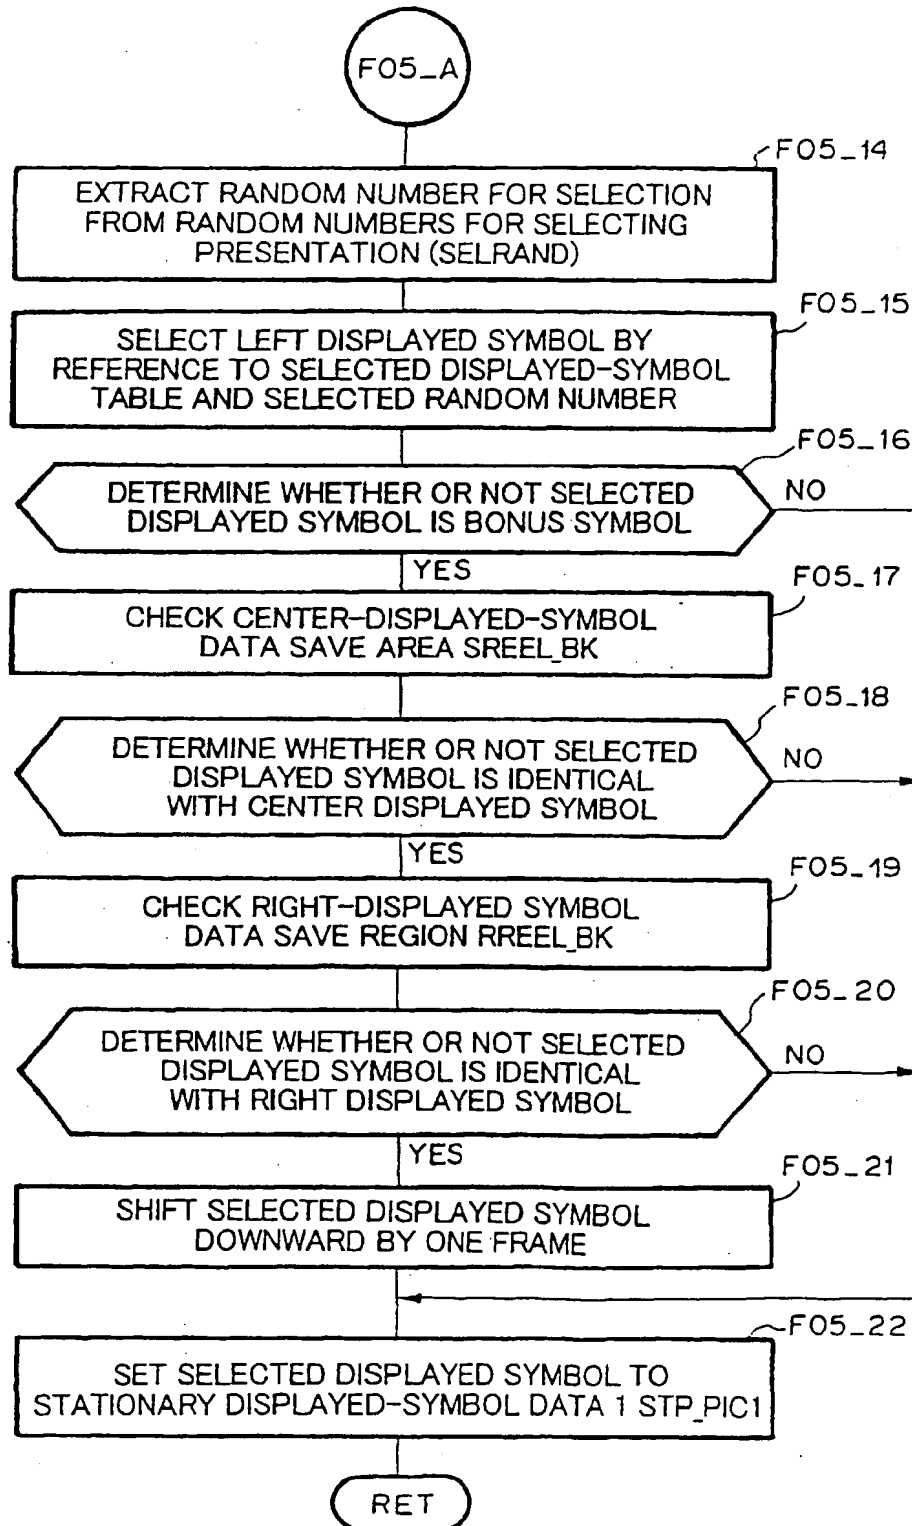 F05_A
F05_14
EXTRACT RANDOM NUMBER FOR SELECTION
FROM RANDOM NUMBERS FOR SELECTING
PRESENTATION (SELRAND)
F05_15
SELECT LEFT DISPLAYED SYMBOL BY
REFERENCE TO SELECTED DISPLAYED-SYMBOL
TABLE AND SELECTED RANDOM NUMBER
F05_16
DETERMINE WHETHER OR NOT SELECTED
DISPLAYED SYMBOL IS BONUS SYMBOL
NO
YES
F05_17
CHECK CENTER-DISPLAYED-SYMBOL
DATA SAVE AREA SREEL_BK
F05_18
DETERMINE WHETHER OR NOT SELECTED
DISPLAYED SYMBOL IS IDENTICAL
WITH CENTER DISPLAYED SYMBOL
NO
YES
F05_19
CHECK RIGHT-DISPLAYED SYMBOL
DATA SAVE REGION RREEL_BK
F05_20
DETERMINE WHETHER OR NOT SELECTED
DISPLAYED SYMBOL IS IDENTICAL
WITH RIGHT DISPLAYED SYMBOL
NO
YES
F05_21
SHIFT SELECTED DISPLAYED SYMBOL
DOWNWARD BY ONE FRAME
F05_22
SET SELECTED DISPLAYED SYMBOL TO
STATIONARY DISPLAYED-SYMBOL DATA 1 STP_PIC1
RET